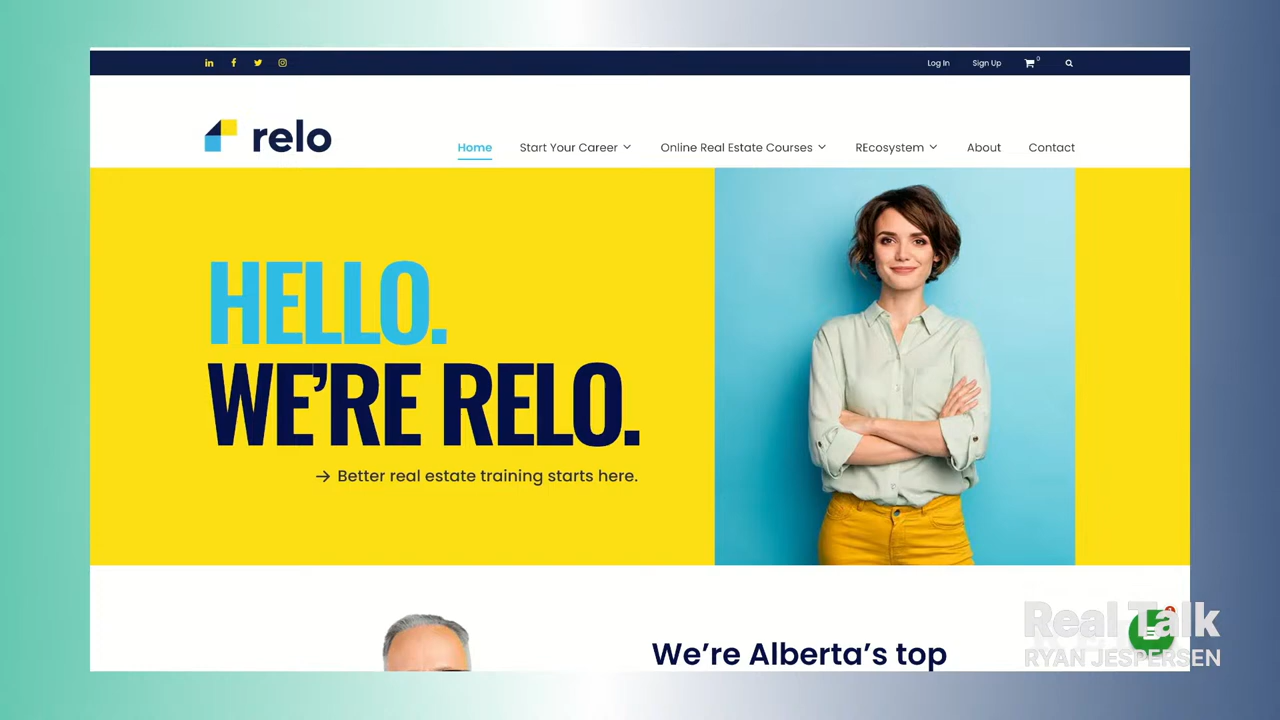 Log In Sign Up 0
relo
Home Start Your Career Online Real Estate Courses REcosystem About Contact
HELLO.
WE'RE RELO.
→ Better real estate training starts here.
We're Alberta's top
Real Talk
RYAN JESPERSEN